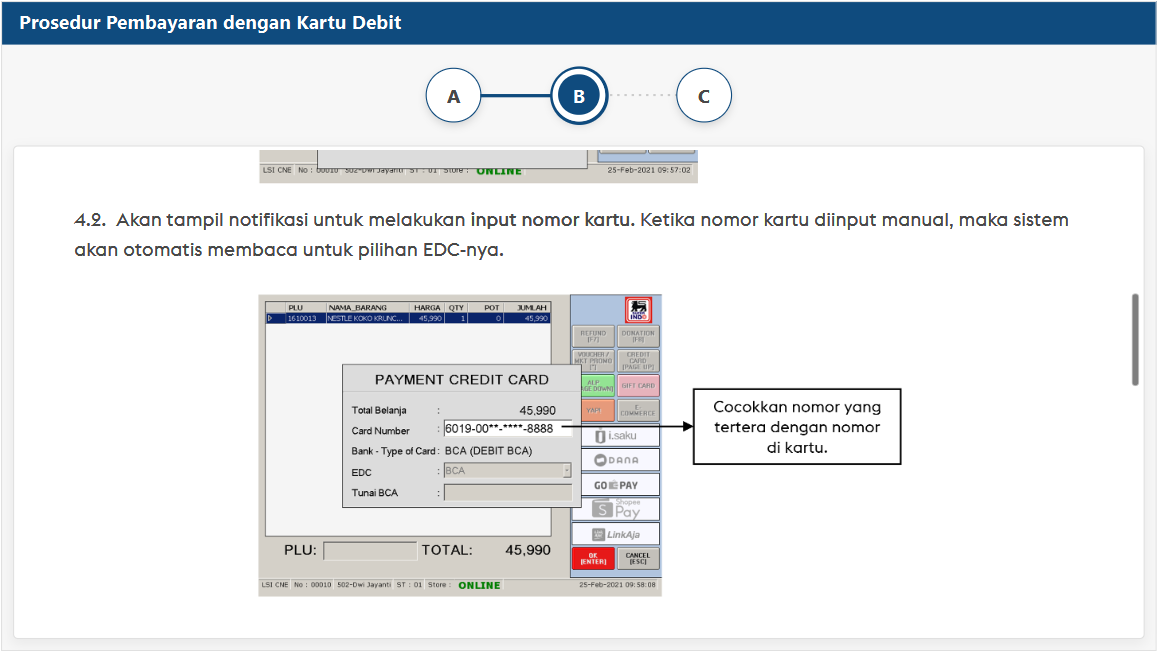 Prosedur Pembayaran dengan Kartu Debit
A
B
C
LSI CNE No : 00010 502-Dwi Jayanti ST : 01 Store : ONLINE 25-Feb-2021 09:57:02
4.2. Akan tampil notifikasi untuk melakukan input nomor kartu. Ketika nomor kartu diinput manual, maka sistem
akan otomatis membaca untuk pilihan EDC-nya.
PLU NAMA_BARANG HARGA QTY POT JUMLAH
1610013 NESTLE KOKO KRUNC... 45,990 1 0 45,990
SUPER
INDO
REFUND
[F7]
DONATION
[F8]
VOUCHER /
MKT PROMO
[*]
CREDIT
CARD
[PAGE UP]
ALP
GE DOWN]
GIFT CARD
E-
COMMERCE
i.saku
DANA
GO PAY
Shopee
Pay
LinkAja
OK
[ENTER]
CANCEL
[ESC]
PAYMENT CREDIT CARD
Total Belanja : 45,990
Card Number : 6019-00**-****-8888
Bank - Type of Card : BCA (DEBIT BCA)
EDC : BCA
Tunai BCA :
Cocokkan nomor yang
tertera dengan nomor
di kartu.
PLU: TOTAL: 45,990
LSI CNE No : 00010 502-Dwi Jayanti ST : 01 Store : ONLINE 25-Feb-2021 09:58:08